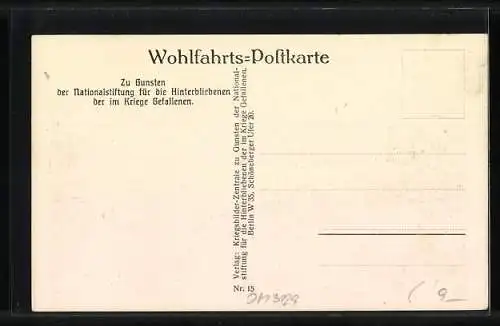 Wohlfahrts=Postkarte
Zu Gunsten
der Nationalstiftung für die Hinterbliebenen
der im Kriege Gefallenen.
Verlag: Kriegsbilder-Zentrale zu Gunsten der National-
stiftung für die Hinterbliebenen der im Kriege Gefallenen,
Berlin W 35, Schöneberger Ufer 20.
Nr. 15